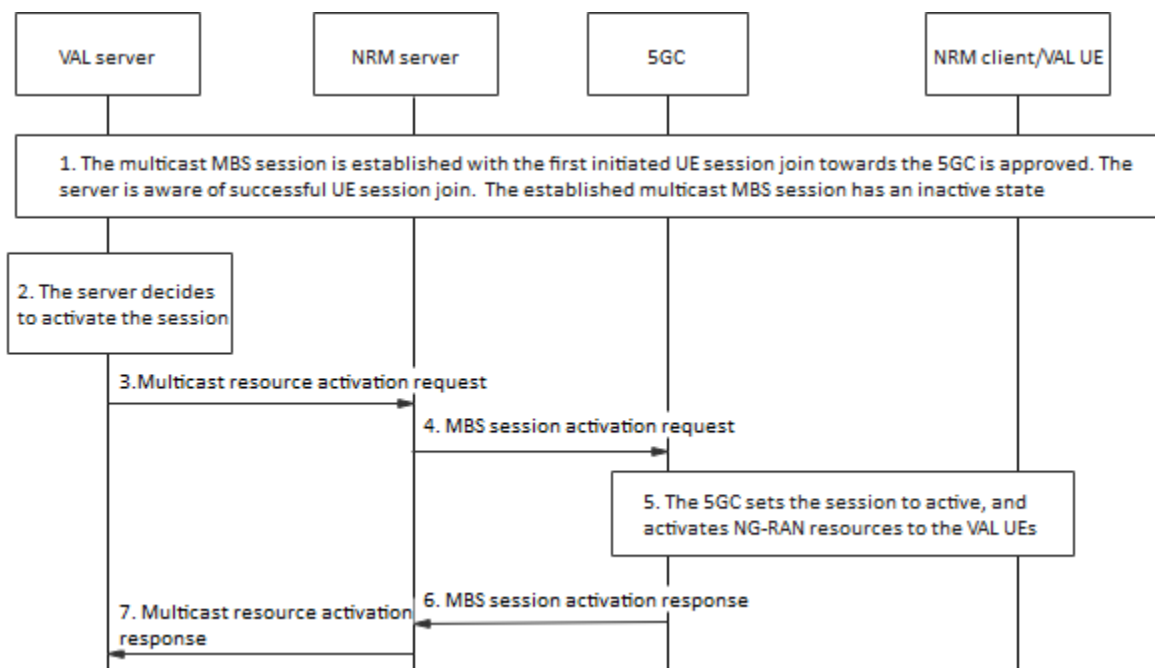 VAL server
NRM server
5GC
NRM client/VAL UE
1. The multicast MBS session is established with the first initiated UE session join towards the 5GC is approved. The
server is aware of successful UE session join.  The established multicast MBS session has an inactive state
2. The server decides
to activate the session
3.Multicast resource activation request
4. MBS session activation request
5. The 5GC sets the session to active, and
activates NG-RAN resources to the VAL UEs
6. MBS session activation response
7. Multicast resource activation
response